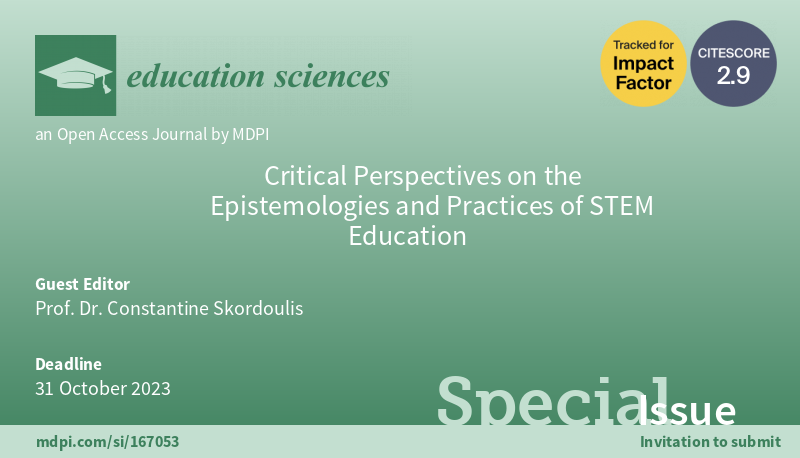 education sciences
Tracked for
Impact
Factor
CITESCORE
2.9
an Open Access Journal by MDPI
Critical Perspectives on the
Epistemologies and Practices of STEM
Education
Guest Editor
Prof. Dr. Constantine Skordoulis
Deadline
31 October 2023
Special
Issue
mdpi.com/si/167053
Invitation to submit